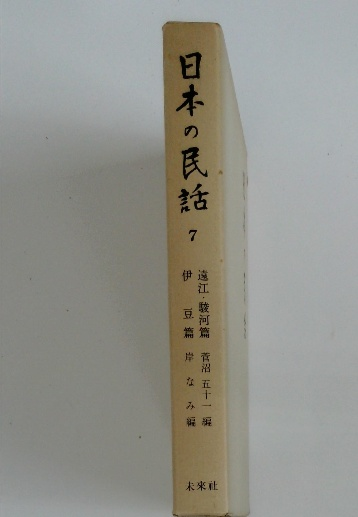 日本の民話
7
遠江・駿河篇 菅沼 五十一 編
伊豆篇 岸 なみ 編
未來社